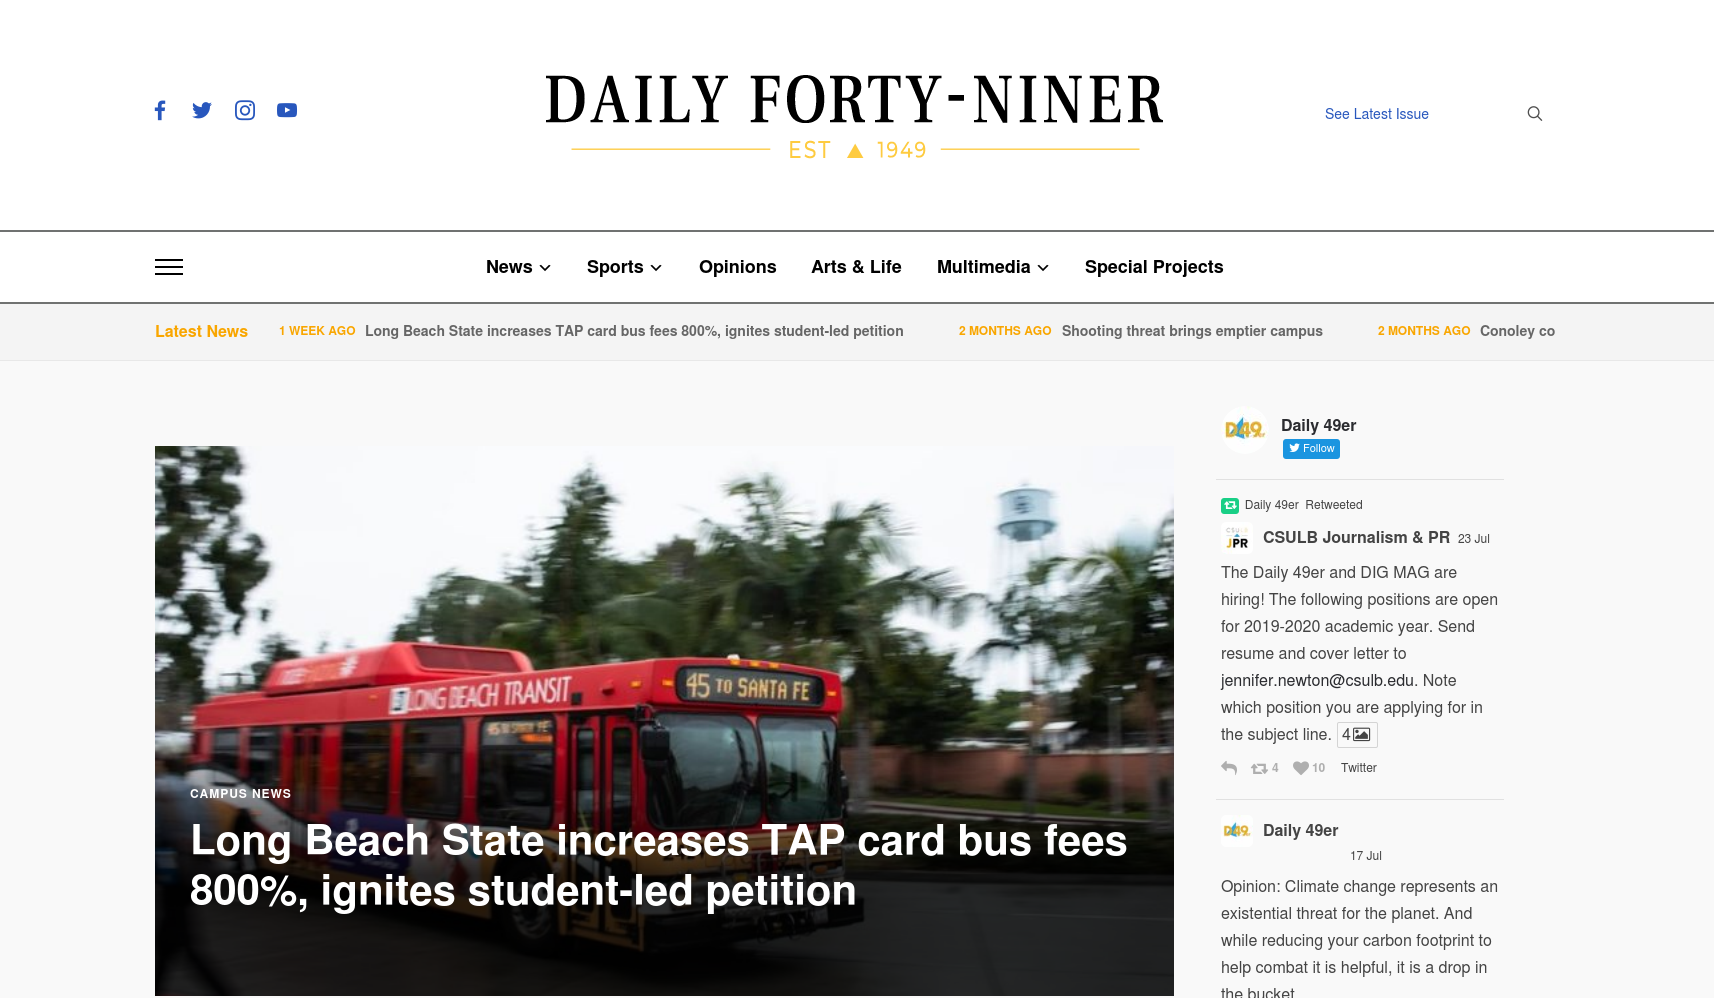 DAILY FORTY-NINER
EST 1949
See Latest Issue
News
Sports
Opinions
Arts & Life
Multimedia
Special Projects
Latest News
1 WEEK AGO Long Beach State increases TAP card bus fees 800%, ignites student-led petition
2 MONTHS AGO Shooting threat brings emptier campus
2 MONTHS AGO Conoley co
LONG BEACH TRANSIT
45 TO SANTA FE
45 TO SANTA FE
CAMPUS NEWS
Long Beach State increases TAP card bus fees
800%, ignites student-led petition
D49
Daily 49er
Follow
Daily 49er Retweeted
CSULB
JPR
CSULB Journalism & PR 23 Jul
The Daily 49er and DIG MAG are
hiring! The following positions are open
for 2019-2020 academic year. Send
resume and cover letter to
jennifer.newton@csulb.edu. Note
which position you are applying for in
the subject line. 4
4 10 Twitter
D49
Daily 49er
17 Jul
Opinion: Climate change represents an
existential threat for the planet. And
while reducing your carbon footprint to
help combat it is helpful, it is a drop in
the bucket